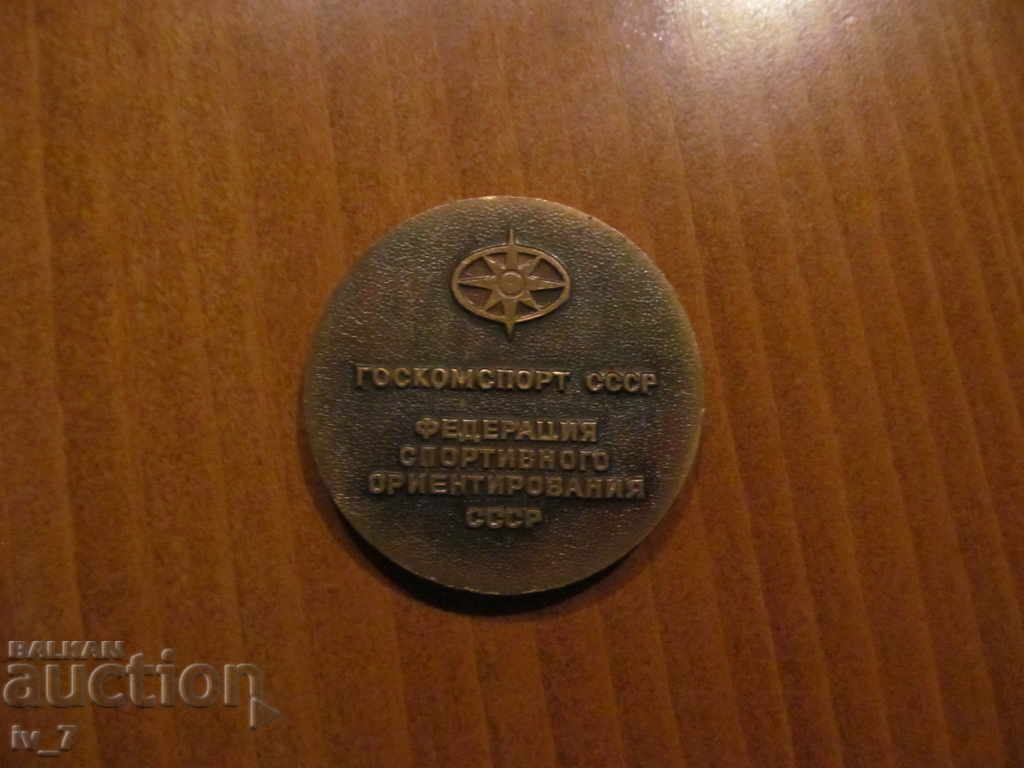 ГОСКОМСПОРТ СССР
ФЕДЕРАЦИЯ
СПОРТИВНОГО
ОРИЕНТИРОВАНИЯ
СССР
BALKAN
auction
iv_7